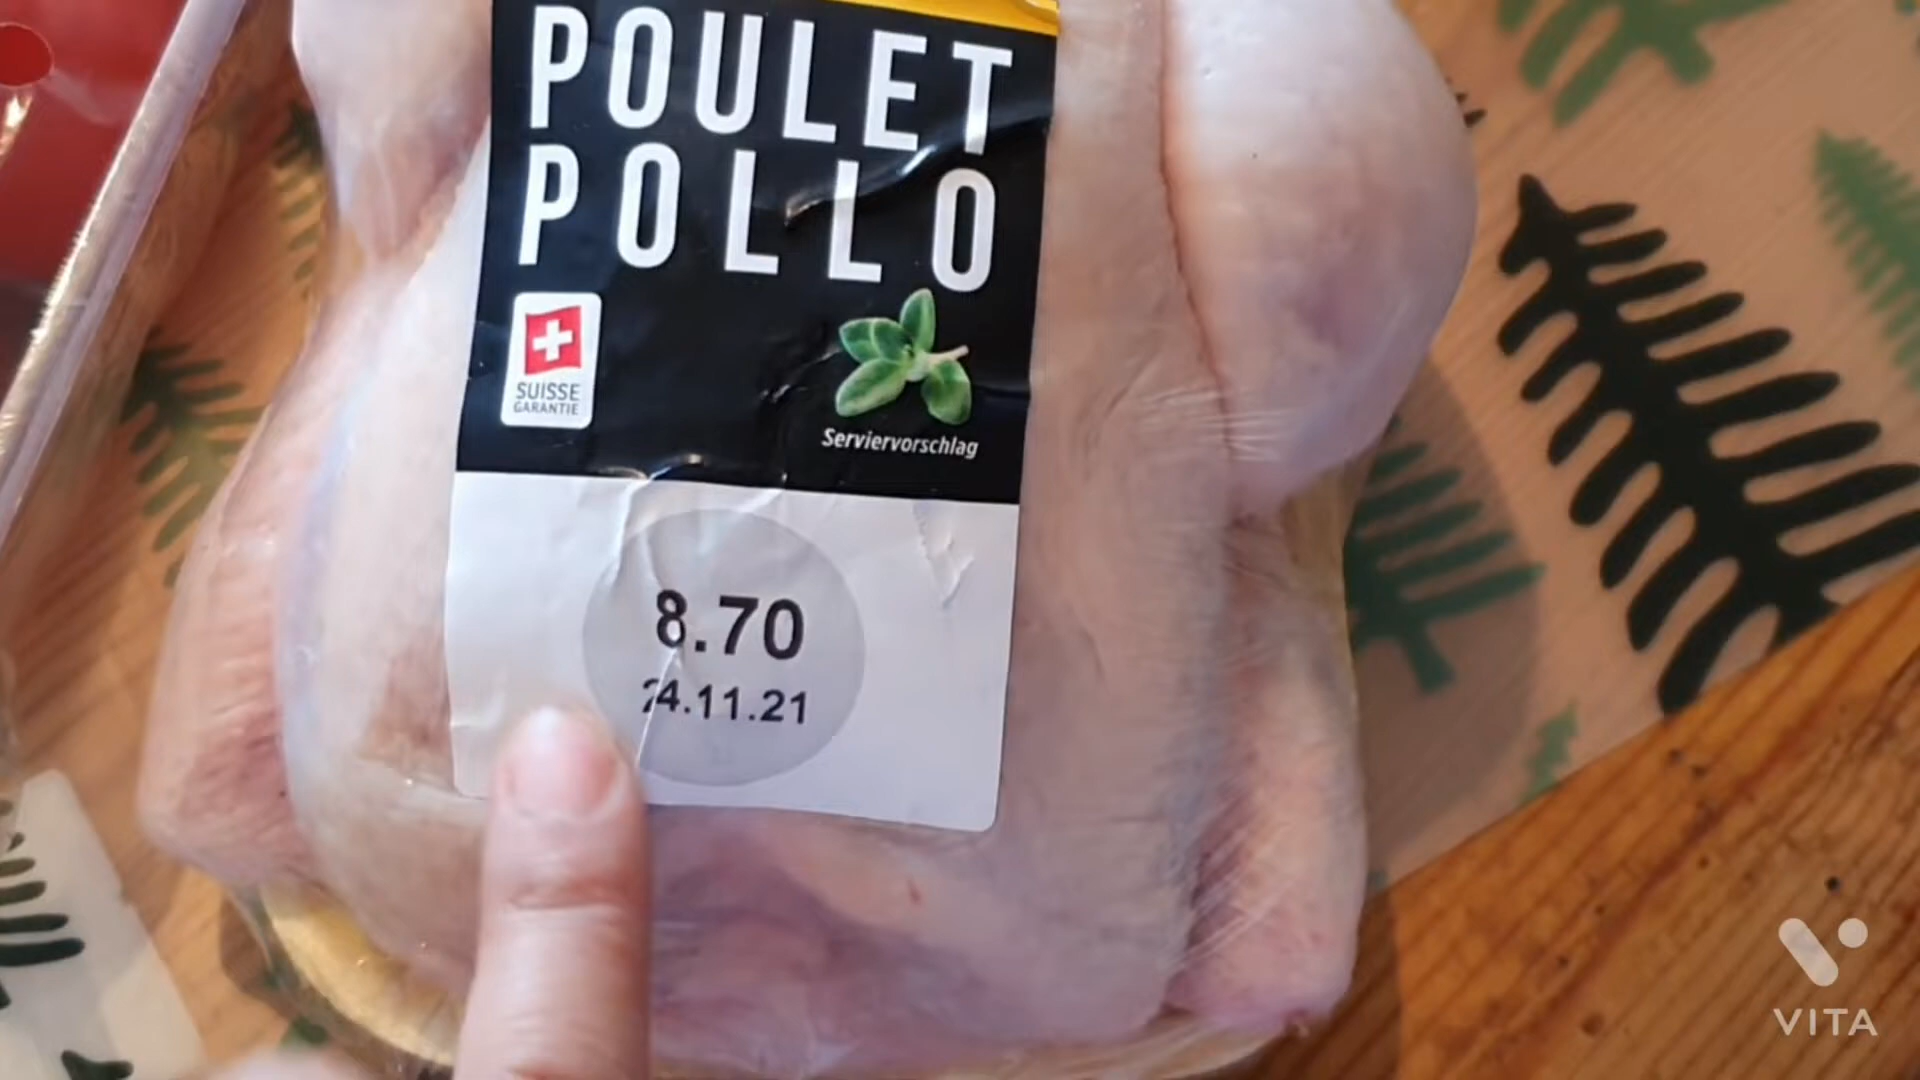 POULET
POLLO
SUISSE
GARANTIE
Serviervorschlag
8.70
24.11.21
VITA